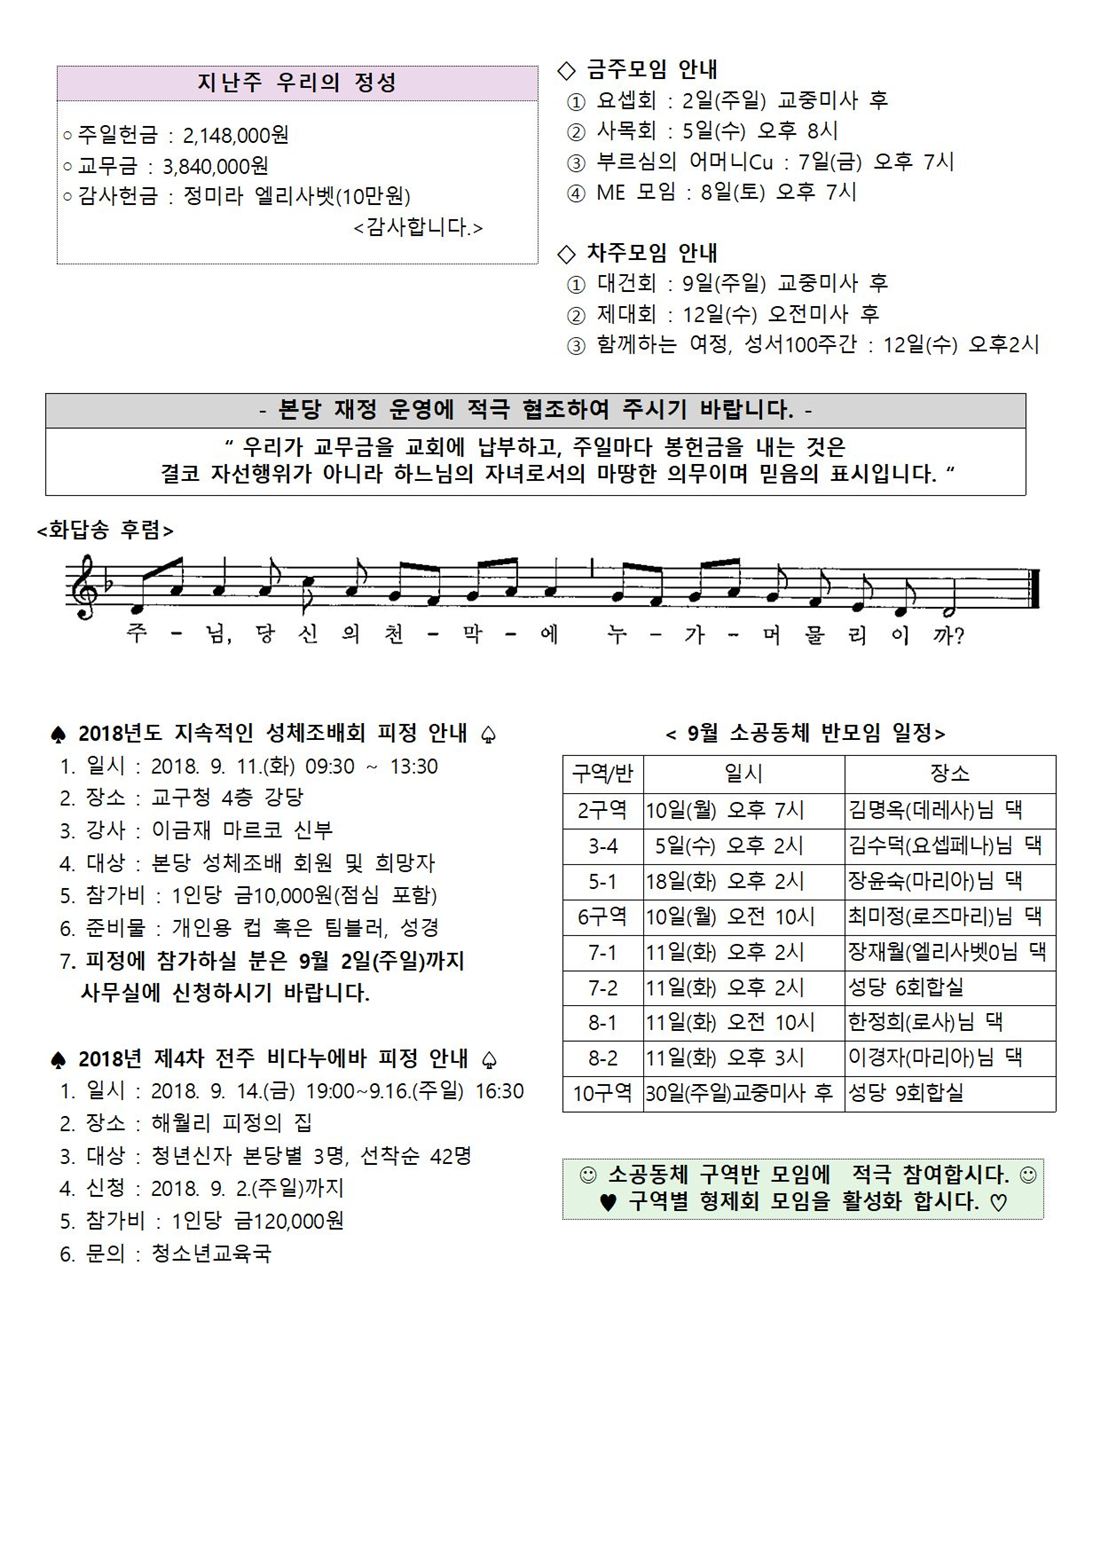 지난주 우리의 정성
○주일헌금 : 2,148,000원
○교무금 : 3,840,000원
○감사헌금 : 정미라 엘리사벳(10만원)
<감사합니다.>
◇ 금주모임 안내
① 요셉회 : 2일(주일) 교중미사 후
② 사목회 : 5일(수) 오후 8시
③ 부르심의 어머니Cu : 7일(금) 오후 7시
④ ME 모임 : 8일(토) 오후 7시
◇ 차주모임 안내
① 대건회 : 9일(주일) 교중미사 후
② 제대회 : 12일(수) 오전미사 후
③ 함께하는 여정, 성서100주간 : 12일(수) 오후2시
- 본당 재정 운영에 적극 협조하여 주시기 바랍니다. -
“ 우리가 교무금을 교회에 납부하고, 주일마다 봉헌금을 내는 것은
결코 자선행위가 아니라 하느님의 자녀로서의 마땅한 의무이며 믿음의 표시입니다. “
<화답송 후렴>
주 - 님, 당 신 의 천 - 막 - 에 누 - 가 - 머 물 리 이 까?
♠ 2018년도 지속적인 성체조배회 피정 안내 ♤
1. 일시 : 2018. 9. 11.(화) 09:30 ~ 13:30
2. 장소 : 교구청 4층 강당
3. 강사 : 이금재 마르코 신부
4. 대상 : 본당 성체조배 회원 및 희망자
5. 참가비 : 1인당 금10,000원(점심 포함)
6. 준비물 : 개인용 컵 혹은 팀블러, 성경
7. 피정에 참가하실 분은 9월 2일(주일)까지
사무실에 신청하시기 바랍니다.
♠ 2018년 제4차 전주 비다누에바 피정 안내 ♤
1. 일시 : 2018. 9. 14.(금) 19:00~9.16.(주일) 16:30
2. 장소 : 해월리 피정의 집
3. 대상 : 청년신자 본당별 3명, 선착순 42명
4. 신청 : 2018. 9. 2.(주일)까지
5. 참가비 : 1인당 금120,000원
6. 문의 : 청소년교육국
< 9월 소공동체 반모임 일정>
구역/반 일시 장소
2구역 10일(월) 오후 7시 김명옥(데레사)님 댁
3-4 5일(수) 오후 2시 김수덕(요셉페나)님 댁
5-1 18일(화) 오후 2시 장윤숙(마리아)님 댁
6구역 10일(월) 오전 10시 최미정(로즈마리)님 댁
7-1 11일(화) 오후 2시 장재월(엘리사벳0님 댁
7-2 11일(화) 오후 2시 성당 6회합실
8-1 11일(화) 오전 10시 한정희(로사)님 댁
8-2 11일(화) 오후 3시 이경자(마리아)님 댁
10구역 30일(주일)교중미사 후 성당 9회합실
☺ 소공동체 구역반 모임에 적극 참여합시다. ☺
♥ 구역별 형제회 모임을 활성화 합시다. ♡